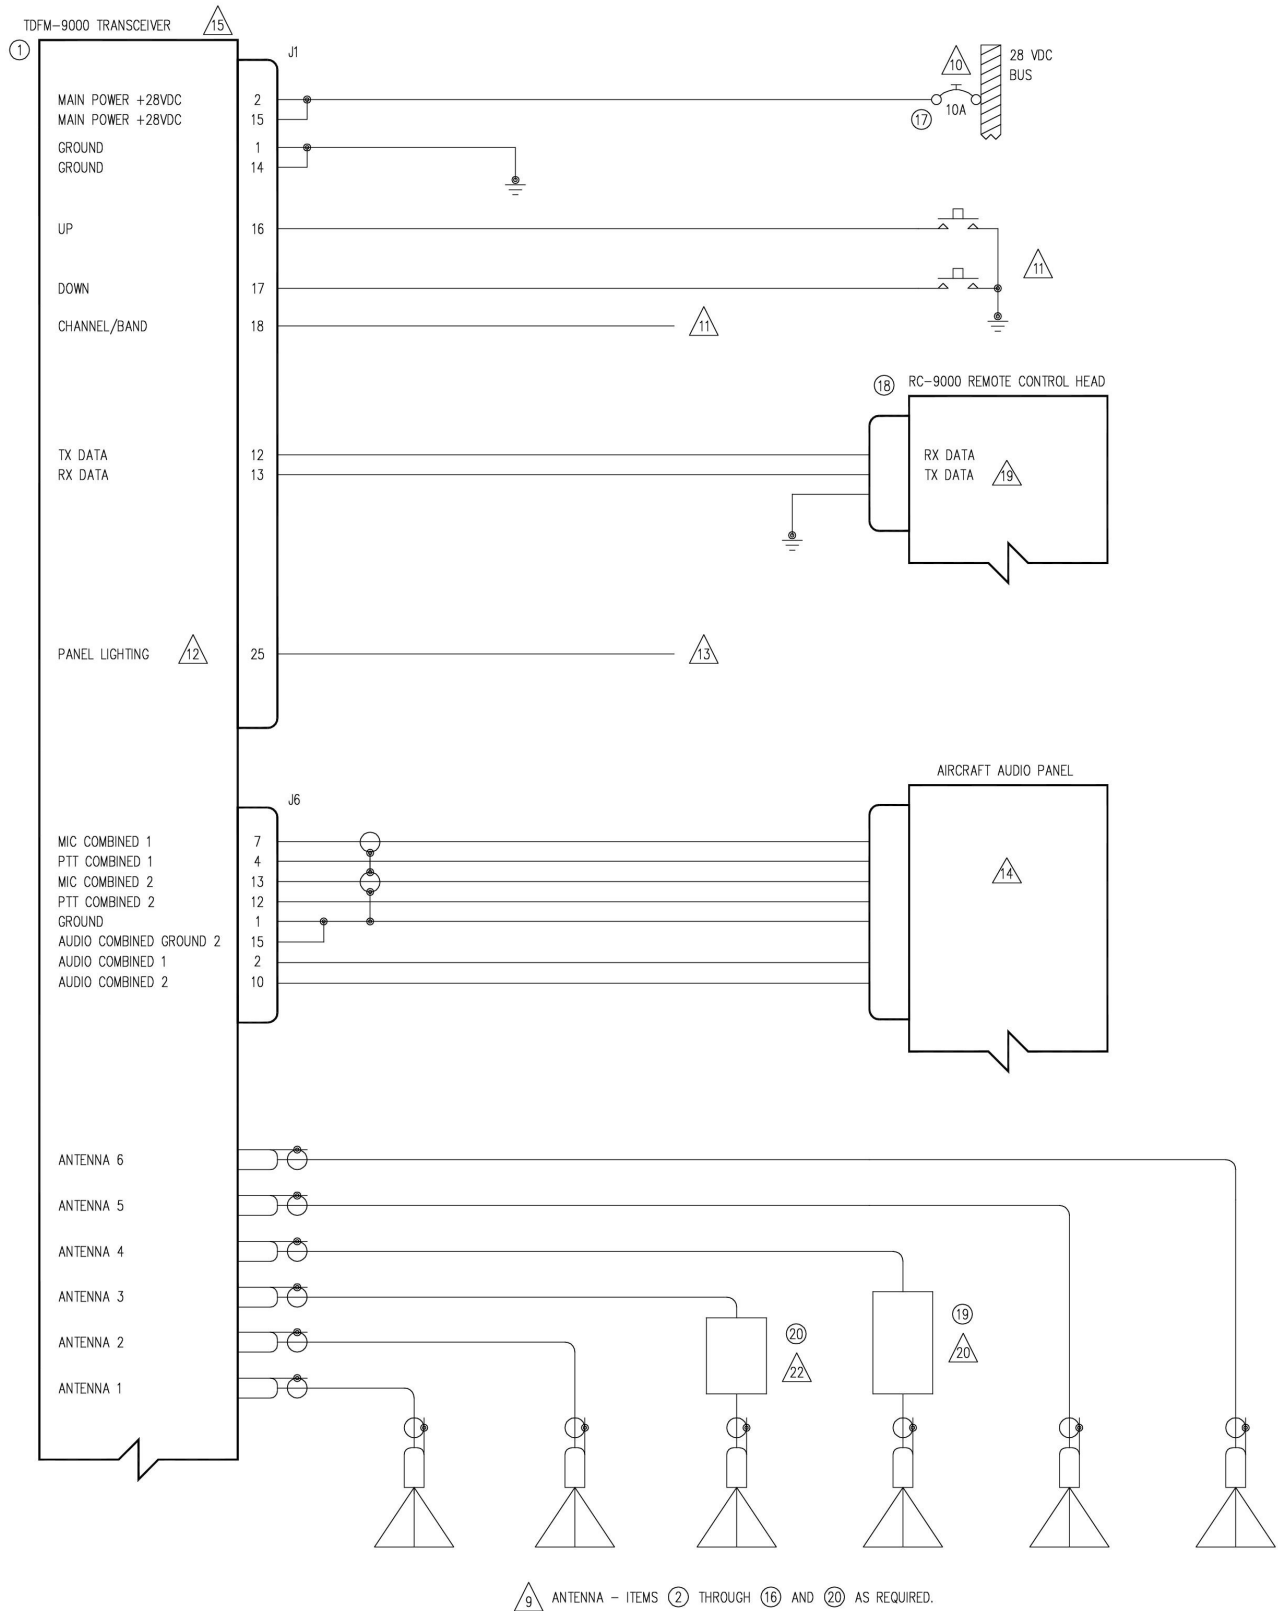 TDFM-9000 TRANSCEIVER 15
1
J1
10
28 VDC
BUS
MAIN POWER +28VDC 2
17 10A
MAIN POWER +28VDC 15
GROUND 1
GROUND 14
UP 16
11
DOWN 17
CHANNEL/BAND 18 11
18 RC-9000 REMOTE CONTROL HEAD
TX DATA 12 RX DATA
RX DATA 13 TX DATA 19
PANEL LIGHTING 12 25 13
AIRCRAFT AUDIO PANEL
J6
MIC COMBINED 1 7
PTT COMBINED 1 4
14
MIC COMBINED 2 13
PTT COMBINED 2 12
GROUND 1
AUDIO COMBINED GROUND 2 15
AUDIO COMBINED 1 2
AUDIO COMBINED 2 10
ANTENNA 6
ANTENNA 5
ANTENNA 4
ANTENNA 3
19
20
ANTENNA 2
20
22
ANTENNA 1
9 ANTENNA - ITEMS 2 THROUGH 16 AND 20 AS REQUIRED.